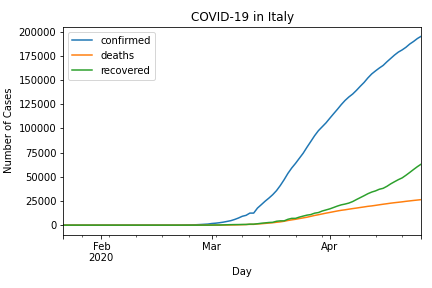 COVID-19 in Italy
confirmed
deaths
recovered
Number of Cases
200000
175000
150000
125000
100000
75000
50000
25000
0
Feb
2020
Mar
Apr
Day